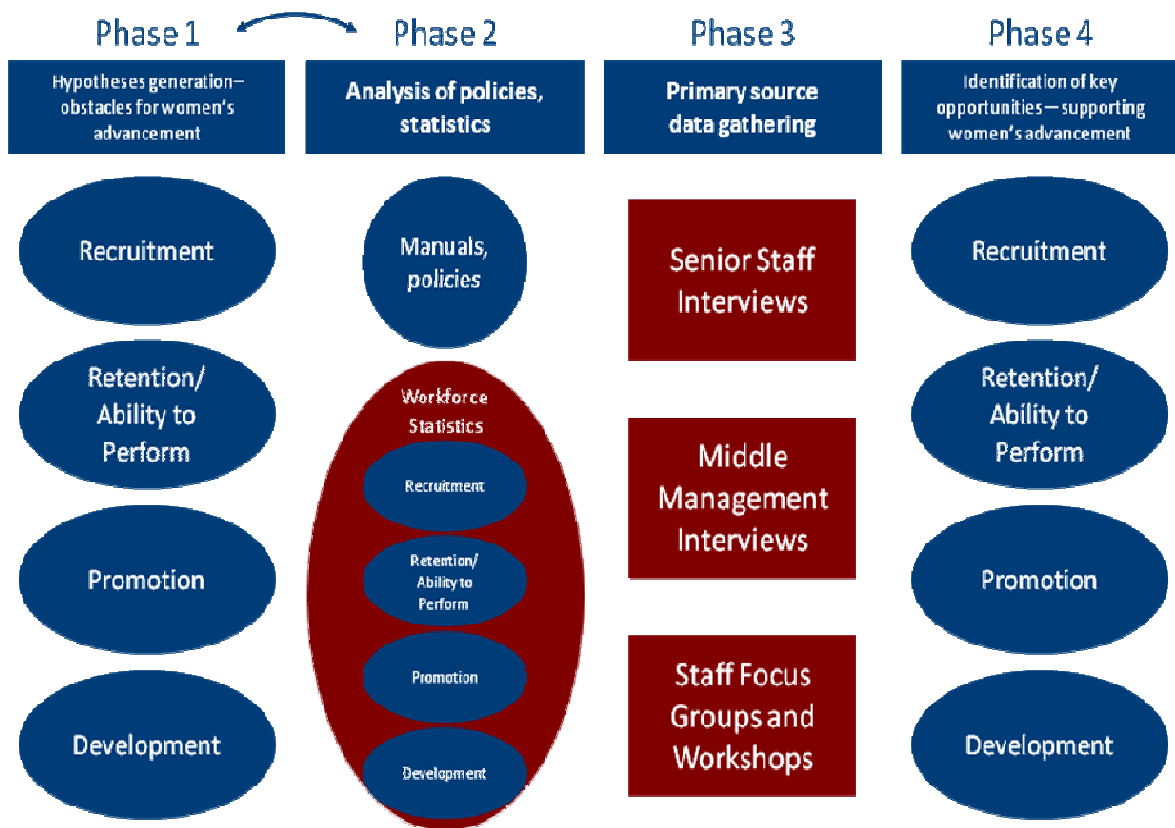 Phase 1
Phase 2
Phase 3
Phase 4
Hypotheses generation—
obstacles for women's
advancement
Analysis of policies,
statistics
Primary source
data gathering
Identification of key
opportunities—supporting
women's advancement
Recruitment
Retention/
Ability to
Perform
Promotion
Development
Manuals,
policies
Workforce
Statistics
Recruitment
Retention/
Ability to
Perform
Promotion
Development
Senior Staff
Interviews
Middle
Management
Interviews
Staff Focus
Groups and
Workshops
Recruitment
Retention/
Ability to
Perform
Promotion
Development